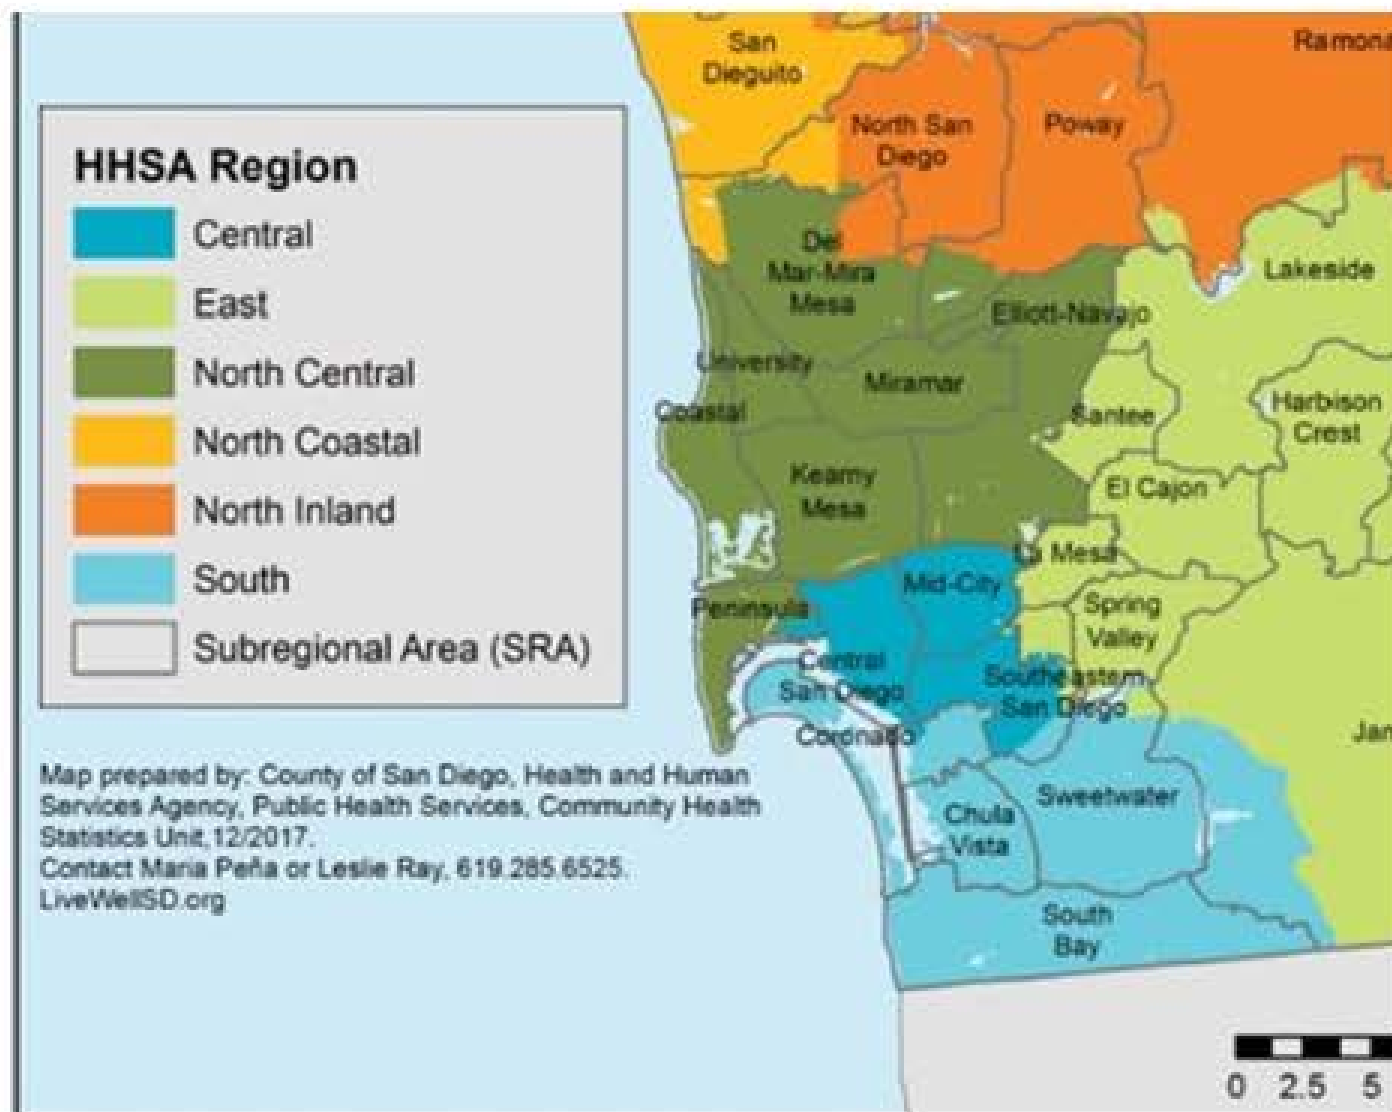 San
Dieguito
Ramona
North San
Diego
Poway
HHSA Region
Central
East
North Central
North Coastal
North Inland
South
Subregional Area (SRA)
Del
Mar-Mira
Mesa
Lakeside
Elliott-Navajo
University
Miramar
Coastal
Santee
Harbison
Crest
Kearny
Mesa
El Cajon
La Mesa
Mid-City
Peninsula
Spring
Valley
Central
San Diego
Southeastern
San Diego
Coronado
Jam
Sweetwater
Chula
Vista
South
Bay
Map prepared by: County of San Diego, Health and Human
Services Agency, Public Health Services, Community Health
Statistics Unit,12/2017.
Contact Maria Peña or Leslie Ray, 619.285.6525.
LiveWellSD.org
0 2.5 5